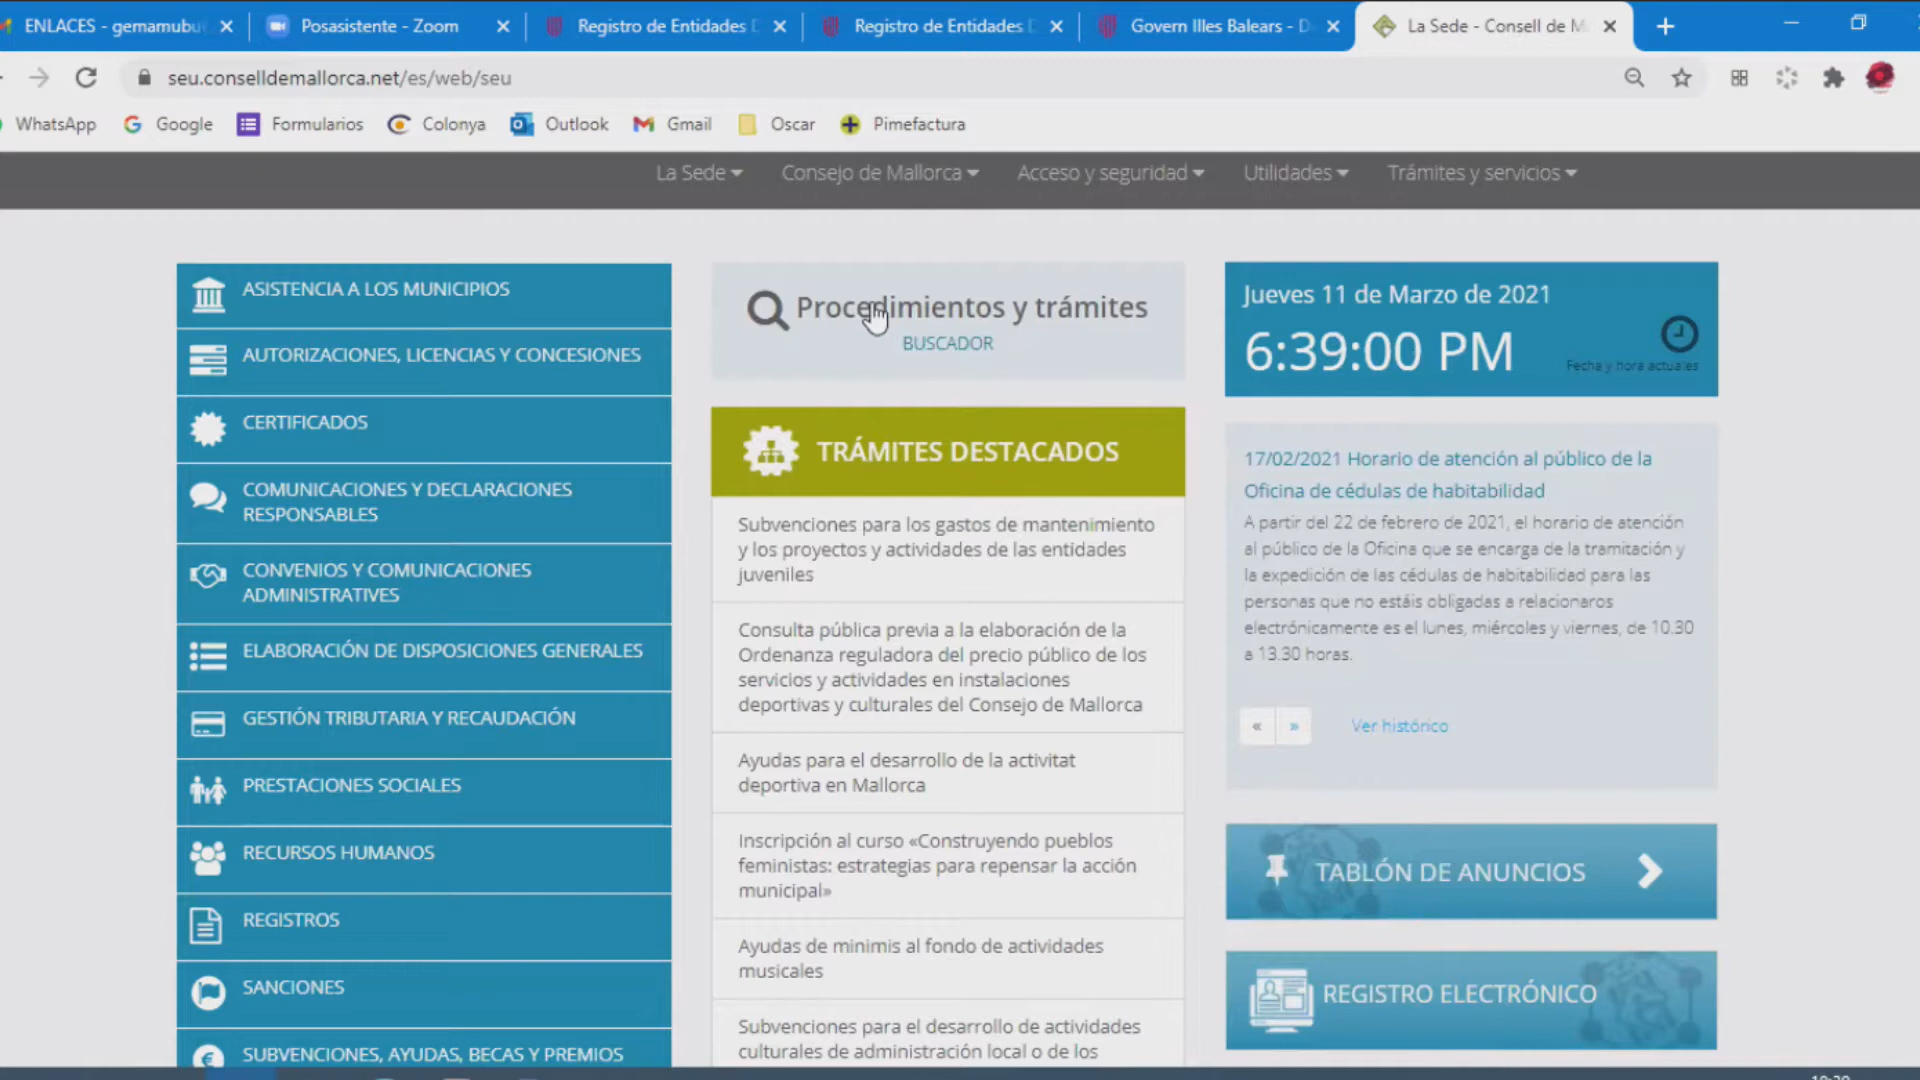 ENLACES - gemamubu
Posasistente - Zoom
Registro de Entidades D
Registro de Entidades D
Govern Illes Balears - D
La Sede - Consell de M
seu.conselldemallorca.net/es/web/seu
WhatsApp
Google
Formularios
Colonya
Outlook
Gmail
Oscar
Pimefactura
La Sede
Consejo de Mallorca
Acceso y seguridad
Utilidades
Trámites y servicios
ASISTENCIA A LOS MUNICIPIOS
AUTORIZACIONES, LICENCIAS Y CONCESIONES
CERTIFICADOS
COMUNICACIONES Y DECLARACIONES
RESPONSABLES
CONVENIOS Y COMUNICACIONES
ADMINISTRATIVES
ELABORACIÓN DE DISPOSICIONES GENERALES
GESTIÓN TRIBUTARIA Y RECAUDACIÓN
PRESTACIONES SOCIALES
RECURSOS HUMANOS
REGISTROS
SANCIONES
SUBVENCIONES, AYUDAS, BECAS Y PREMIOS
Procedimientos y trámites
BUSCADOR
TRÁMITES DESTACADOS
Subvenciones para los gastos de mantenimiento
y los proyectos y actividades de las entidades
juveniles
Consulta pública previa a la elaboración de la
Ordenanza reguladora del precio público de los
servicios y actividades en instalaciones
deportivas y culturales del Consejo de Mallorca
Ayudas para el desarrollo de la activitat
deportiva en Mallorca
Inscripción al curso «Construyendo pueblos
feministas: estrategias para repensar la acción
municipal»
Ayudas de minimis al fondo de actividades
musicales
Subvenciones para el desarrollo de actividades
culturales de administración local o de los
Jueves 11 de Marzo de 2021
6:39:00 PM
Fecha y hora actuales
17/02/2021 Horario de atención al público de la
Oficina de cédulas de habitabilidad
A partir del 22 de febrero de 2021, el horario de atención
al público de la Oficina que se encarga de la tramitación y
la expedición de las cédulas de habitabilidad para las
personas que no estáis obligadas a relacionaros
electrónicamente es el lunes, miércoles y viernes, de 10.30
a 13.30 horas.
« » Ver histórico
TABLÓN DE ANUNCIOS
REGISTRO ELECTRÓNICO